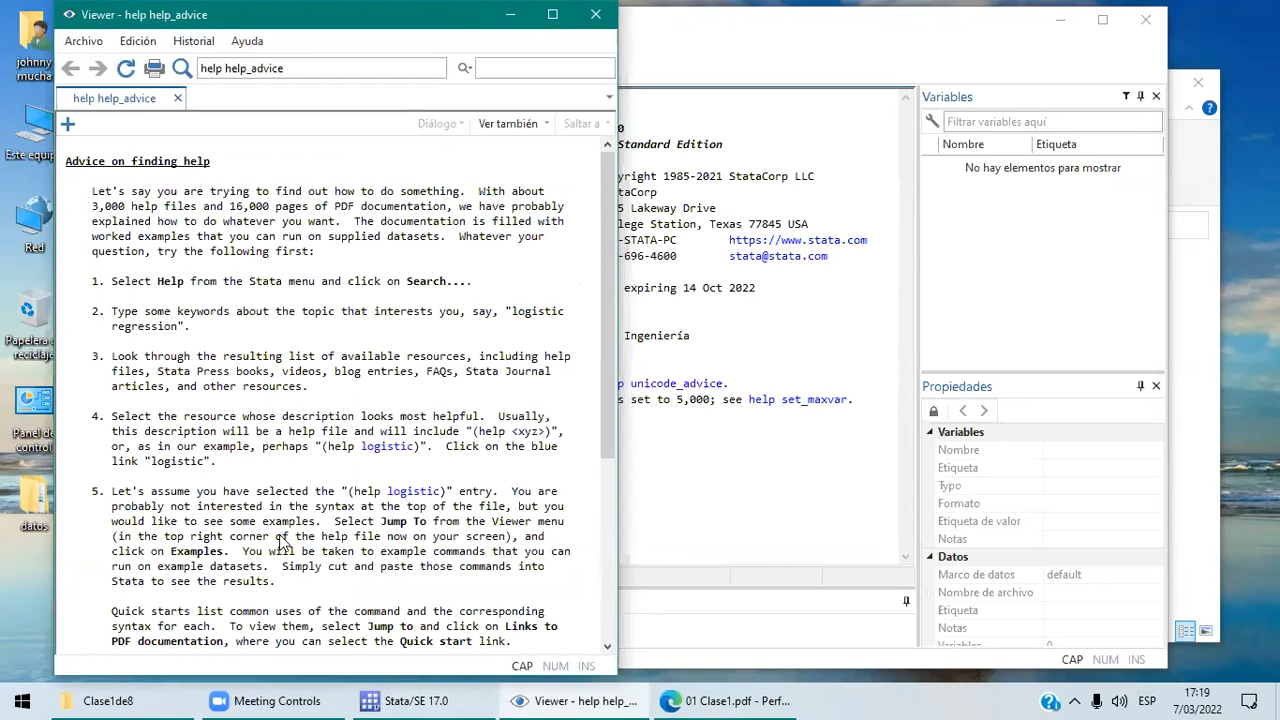 Viewer - help help_advice
Archivo Edición Historial Ayuda
help help_advice
help help_advice
Diálogo Ver también Saltar a
Advice on finding help
Let's say you are trying to find out how to do something. With about
3,000 help files and 16,000 pages of PDF documentation, we have probably
explained how to do whatever you want. The documentation is filled with
worked examples that you can run on supplied datasets. Whatever your
question, try the following first:
1. Select Help from the Stata menu and click on Search....
2. Type some keywords about the topic that interests you, say, "logistic
regression".
3. Look through the resulting list of available resources, including help
files, Stata Press books, videos, blog entries, FAQs, Stata Journal
articles, and other resources.
4. Select the resource whose description looks most helpful. Usually,
this description will be a help file and will include "(help <xyz>)",
or, as in our example, perhaps "(help logistic)". Click on the blue
link "logistic".
5. Let's assume you have selected the "(help logistic)" entry. You are
probably not interested in the syntax at the top of the file, but you
would like to see some examples. Select Jump To from the Viewer menu
(in the top right corner of the help file now on your screen), and
click on Examples. You will be taken to example commands that you can
run on example datasets. Simply cut and paste those commands into
Stata to see the results.
Quick starts list common uses of the command and the corresponding
syntax for each. To view them, select Jump to and click on Links to
PDF documentation, where you can select the Quick start link.
CAP NUM INS
johnny
mucha
Este equip
Red
Papelera
reciclaje
Panel de
control
datos
0
Standard Edition
yright 1985-2021 StataCorp LLC
taCorp
5 Lakeway Drive
lege Station, Texas 77845 USA
-STATA-PC https://www.stata.com
-696-4600 stata@stata.com
expiring 14 Oct 2022
Ingeniería
p unicode_advice.
s set to 5,000; see help set_maxvar.
Variables
Filtrar variables aquí
Nombre Etiqueta
No hay elementos para mostrar
Propiedades
Variables
Nombre
Etiqueta
Typo
Formato
Etiqueta de valor
Notas
Datos
Marco de datos default
Nombre de archivo
Etiqueta
Notas
Variables 0
CAP NUM INS
Clase1de8
Meeting Controls
Stata/SE 17.0
Viewer - help help_...
01 Clase1.pdf - Perf...
ESP
17:19
7/03/2022